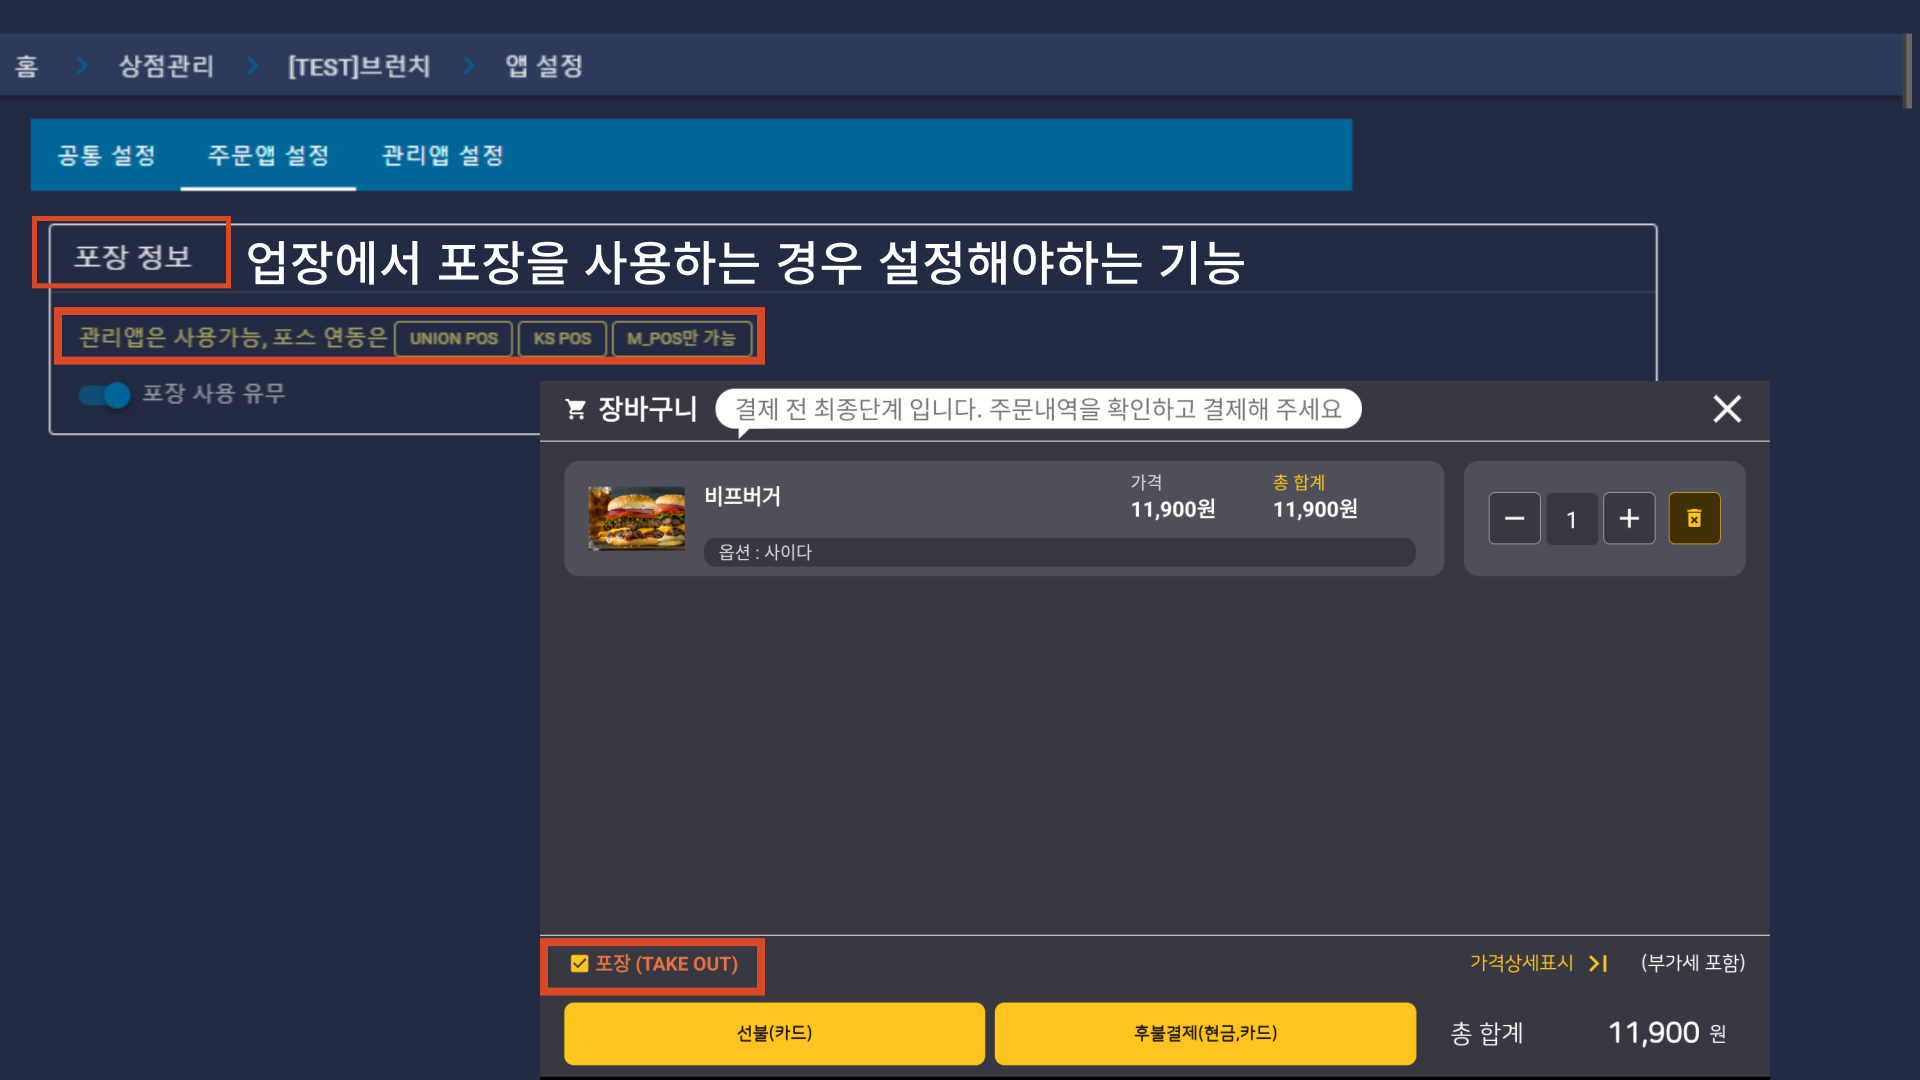 홈 > 상점관리 > [TEST]브런치 > 앱 설정
공통 설정 주문앱 설정 관리앱 설정
포장 정보 업장에서 포장을 사용하는 경우 설정해야하는 기능
관리앱은 사용가능, 포스 연동은 UNION POS KS POS M_POS만 가능
포장 사용 유무
장바구니 결제 전 최종단계 입니다. 주문내역을 확인하고 결제해 주세요
비프버거
가격 총 합계
11,900원 11,900원
1
옵션 : 사이다
포장 (TAKE OUT)
가격상세표시 (부가세 포함)
선불(카드) 후불결제(현금,카드) 총 합계 11,900 원